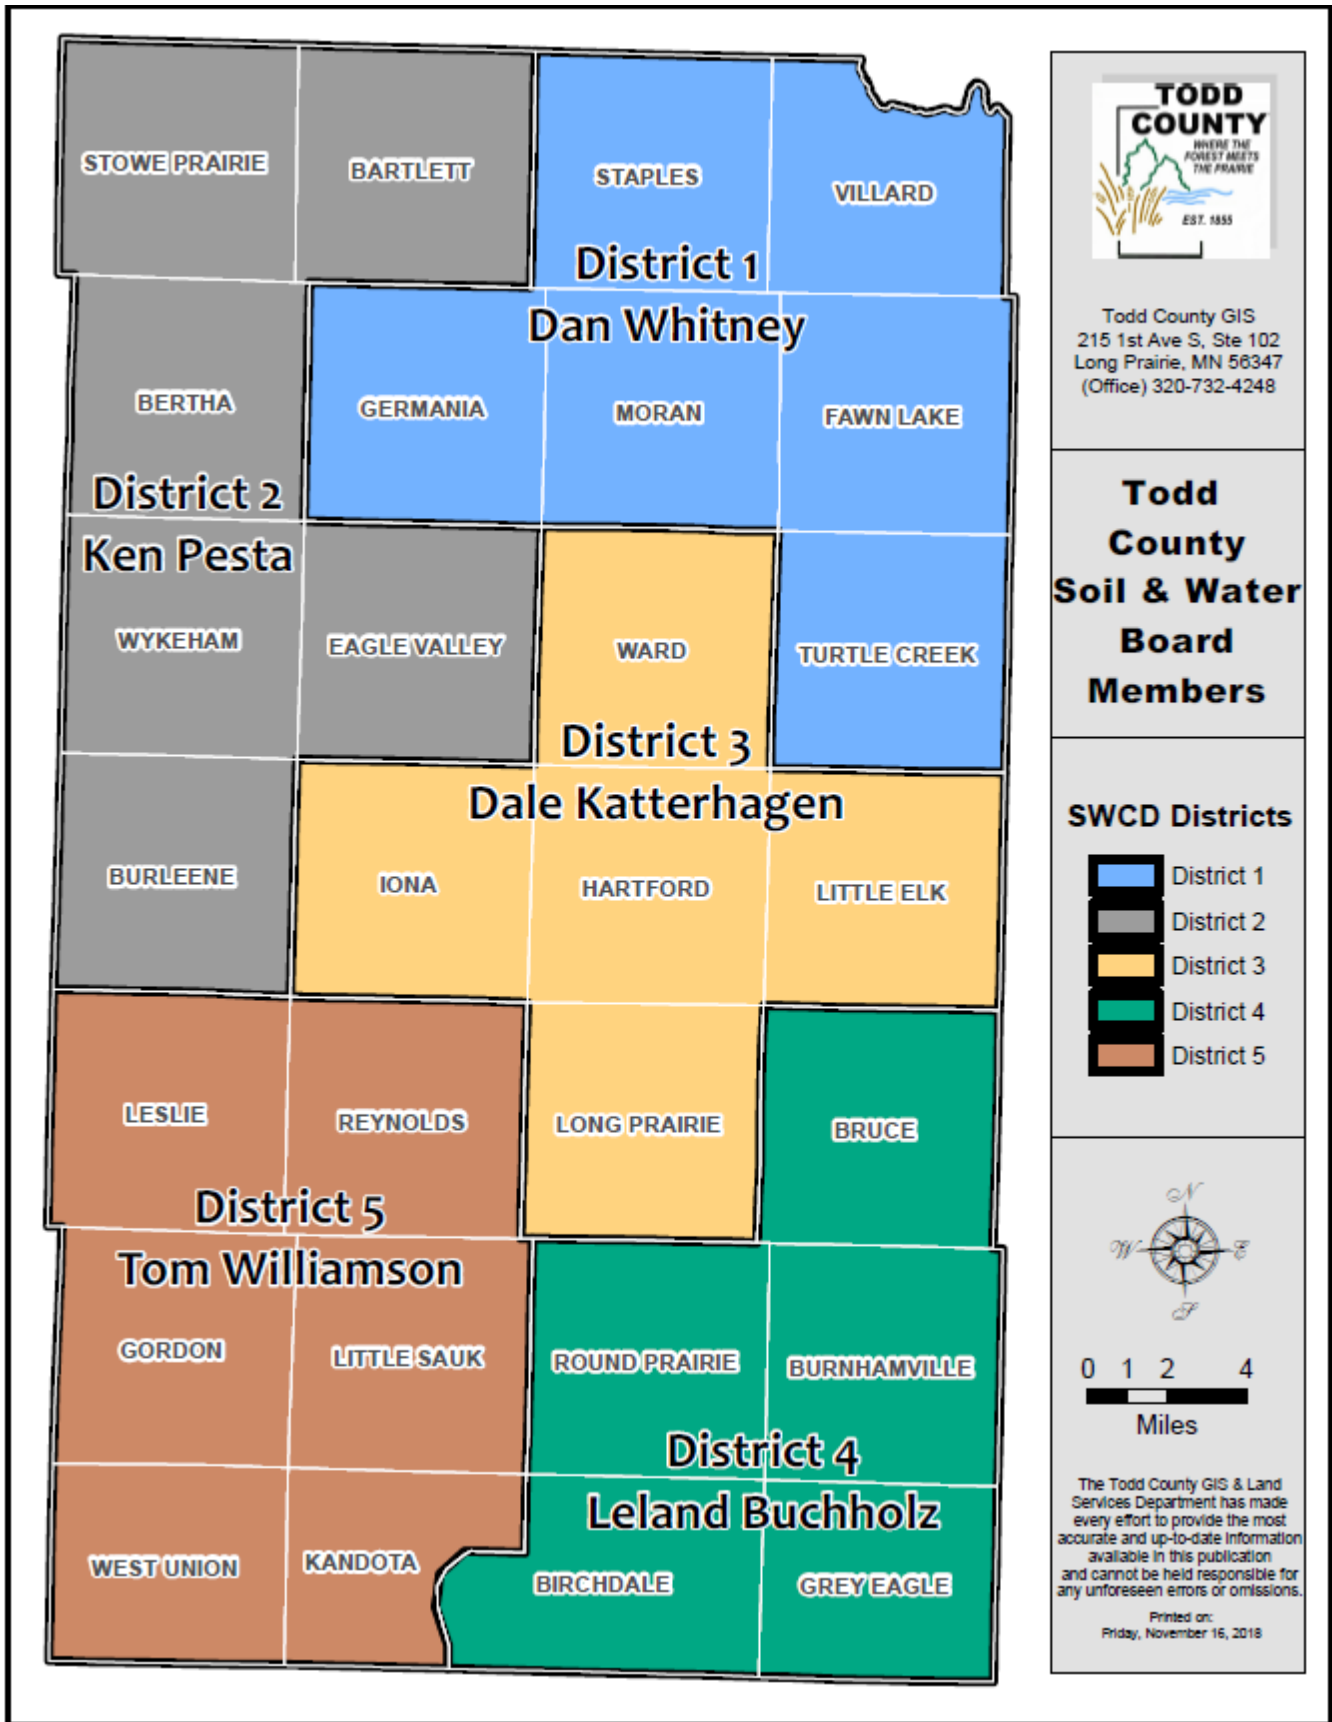 STOWE PRAIRIE
BARTLETT
STAPLES
VILLARD
District 1
Dan Whitney
BERTHA
GERMANIA
MORAN
FAWN LAKE
District 2
Ken Pesta
WYKEHAM
EAGLE VALLEY
WARD
TURTLE CREEK
District 3
Dale Katterhagen
BURLEENE
IONA
HARTFORD
LITTLE ELK
LESLIE
REYNOLDS
LONG PRAIRIE
BRUCE
District 5
Tom Williamson
GORDON
LITTLE SAUK
ROUND PRAIRIE
BURNHAMVILLE
District 4
Leland Buchholz
WEST UNION
KANDOTA
BIRCHDALE
GREY EAGLE
TODD
COUNTY
WHERE THE
FOREST MEETS
THE PRAIRIE
EST. 1855
Todd County GIS
215 1st Ave S, Ste 102
Long Prairie, MN 56347
(Office) 320-732-4248
Todd
County
Soil & Water
Board
Members
SWCD Districts
District 1
District 2
District 3
District 4
District 5
N
W
E
S
0 1 2 4
Miles
The Todd County GIS & Land
Services Department has made
every effort to provide the most
accurate and up-to-date information
available in this publication
and cannot be held responsible for
any unforeseen errors or omissions.
Printed on:
Friday, November 16, 2018